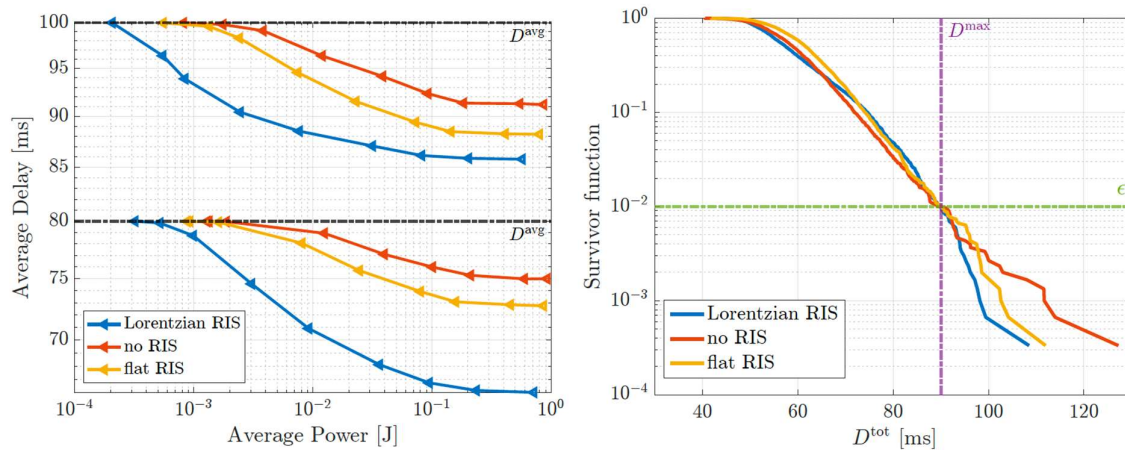 100
95
90
85
80
75
70
Average Delay [ms]
D^avg
D^avg
Lorentzian RIS
no RIS
flat RIS
10^−4
10^−3
10^−2
10^−1
10^0
Average Power [J]
10^0
10^−1
10^−2
10^−3
10^−4
Survivor function
D^max
ϵ
Lorentzian RIS
no RIS
flat RIS
40
60
80
100
120
D^tot [ms]